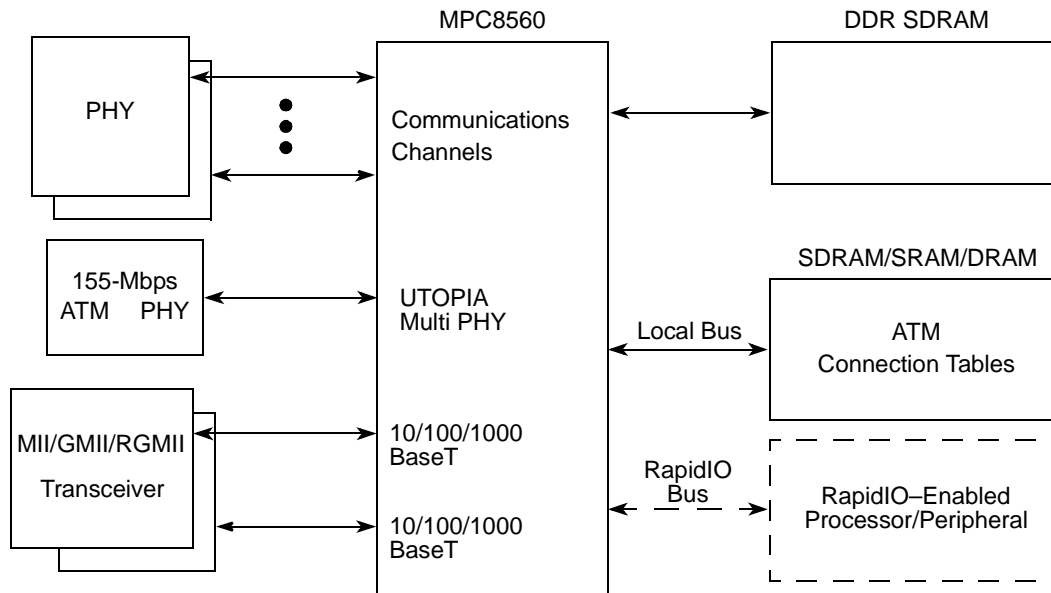 MPC8560
DDR SDRAM
PHY
Communications
Channels
155-Mbps
ATM PHY
UTOPIA
Multi PHY
SDRAM/SRAM/DRAM
Local Bus
ATM
Connection Tables
MII/GMII/RGMII
Transceiver
10/100/1000
BaseT
10/100/1000
BaseT
RapidIO
Bus
RapidIO–Enabled
Processor/Peripheral